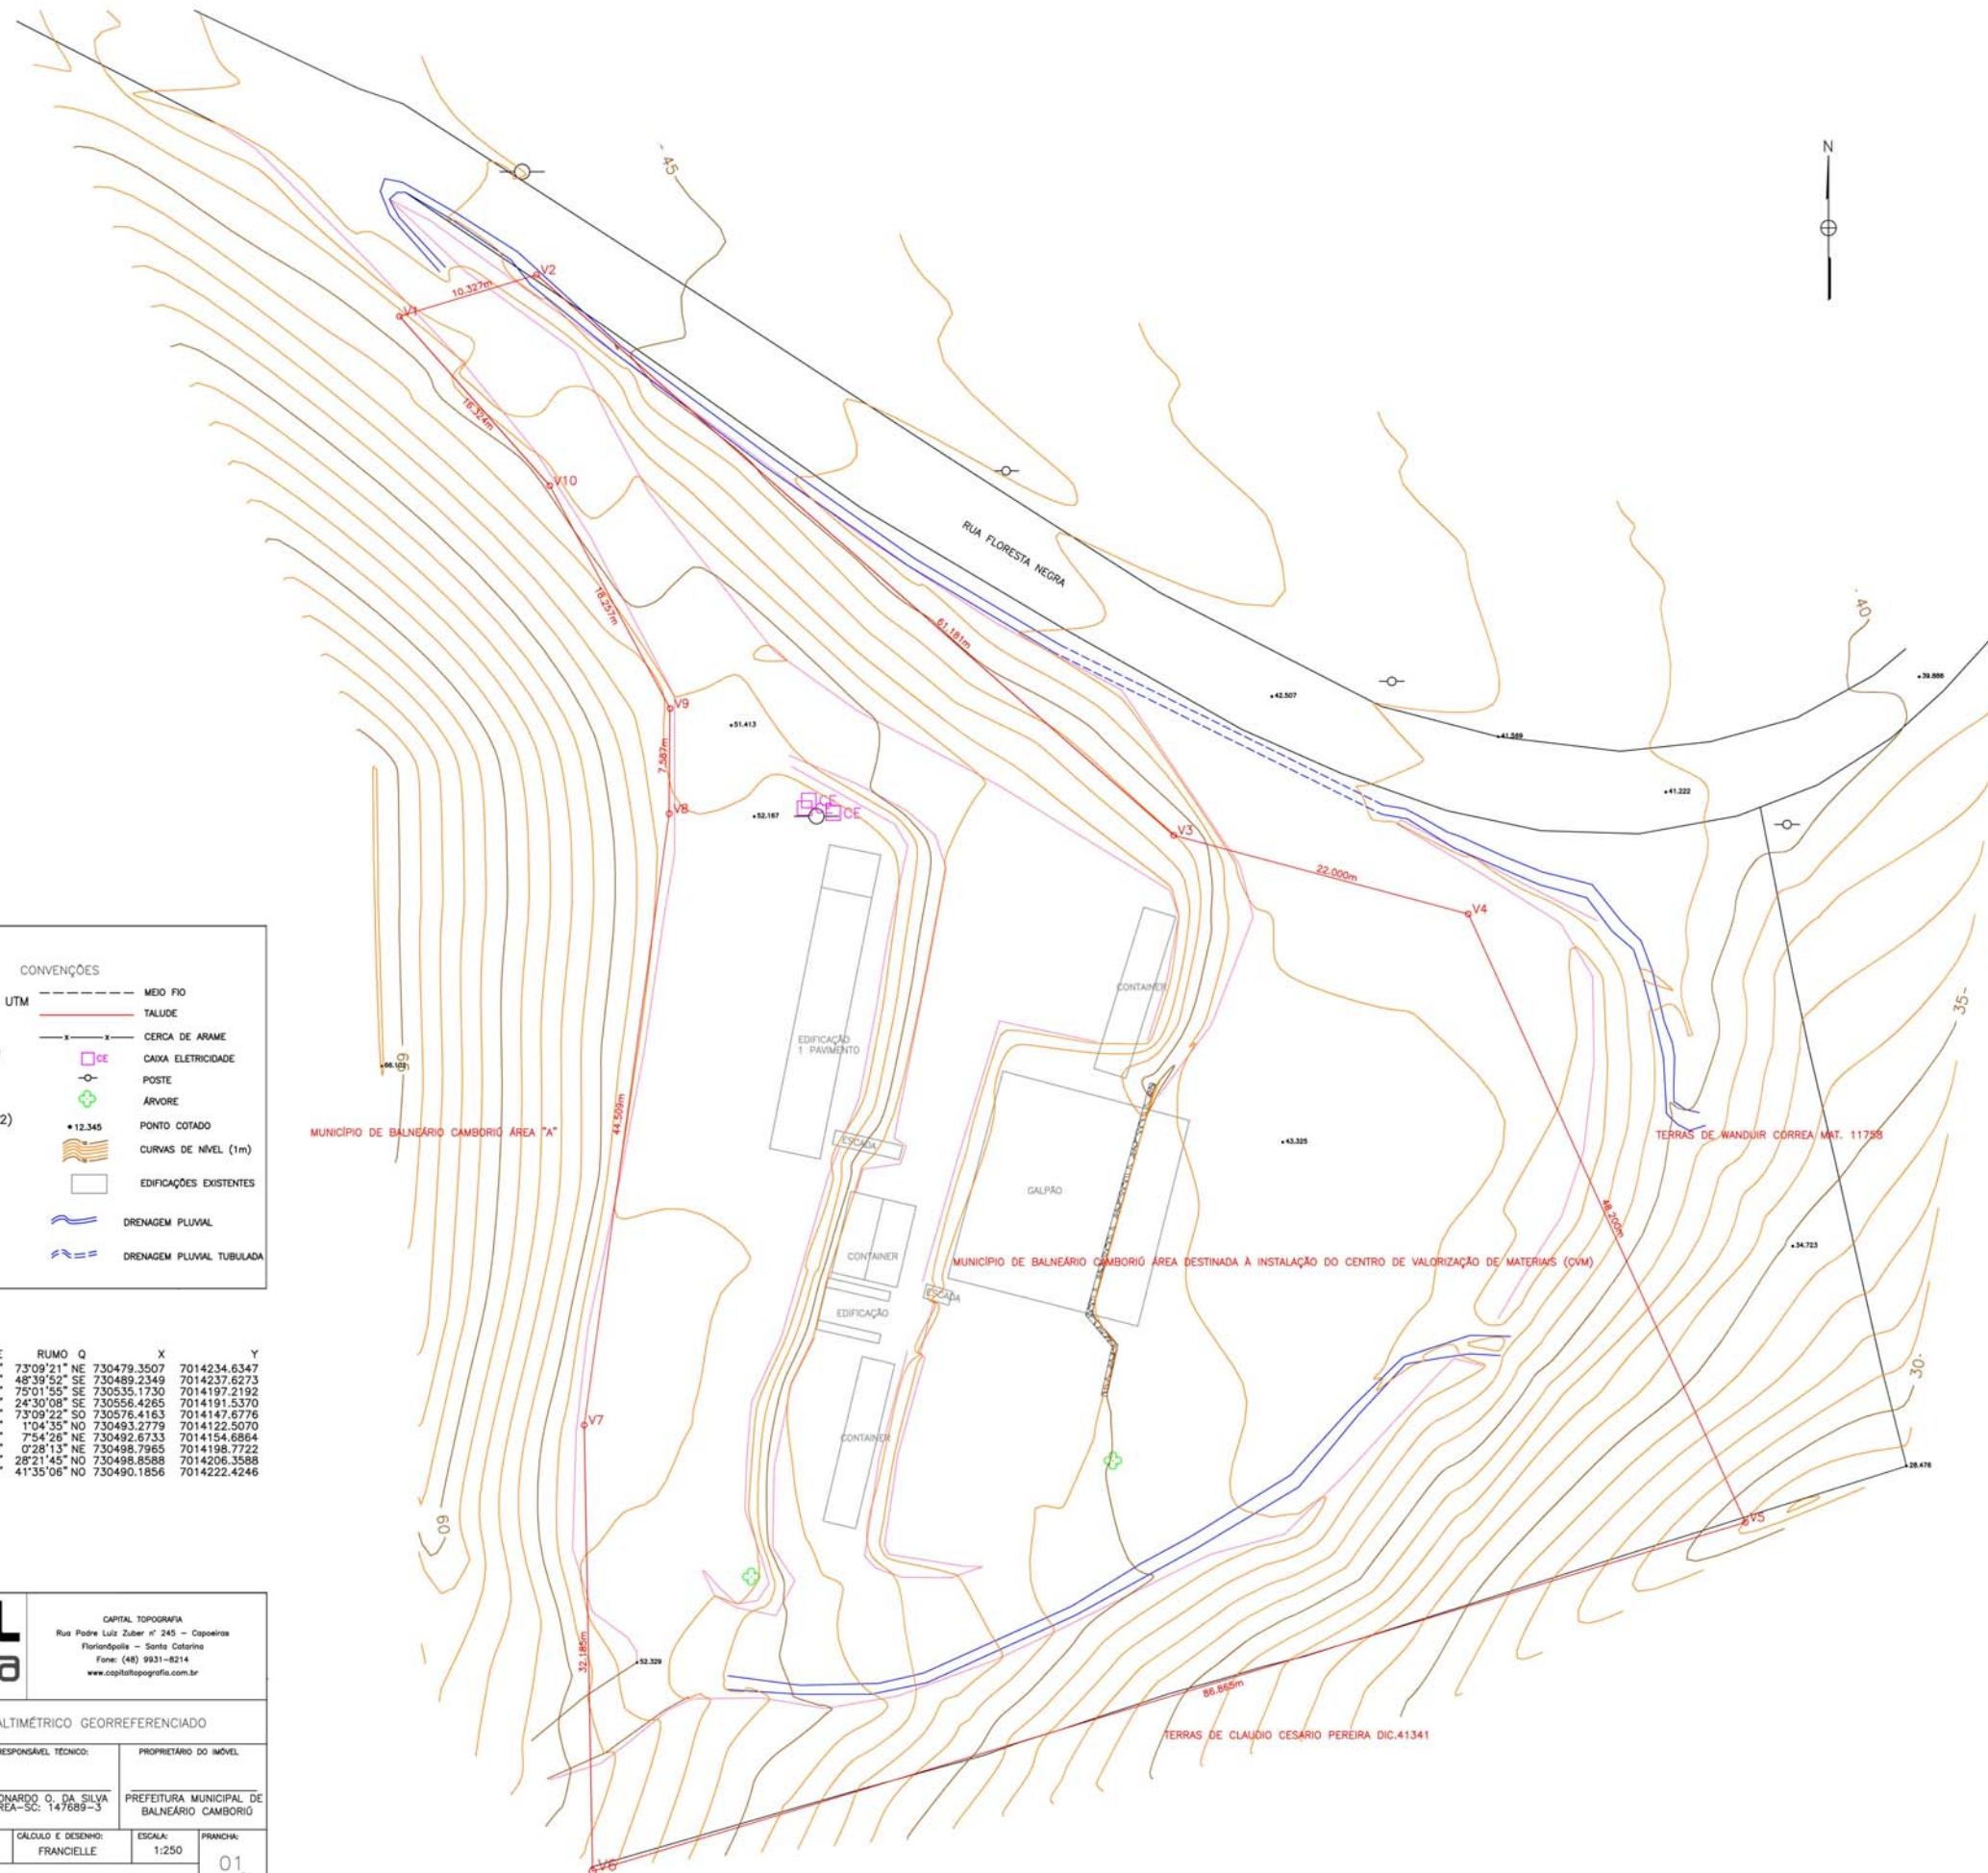 N
- 45
V2
10.327m
V1
16.324m
V10
RUA FLORESTA NEGRA
- 40
18.257m
61.181m
39.886
42.507
V9
51.413
41.589
7.587m
41.222
V8
52.167
CE
CE
CE
V3
22.000m
V4
CONTAINER
35-
EDIFICAÇÃO
1 PAVIMENTO
65
44.509m
MUNICÍPIO DE BALNEÁRIO CAMBORIÚ ÁREA "A"
ESCADA
43.325
TERRAS DE WANDUIR CORREA MAT. 11758
GALPÃO
48.200m
34.723
CONTAINER
MUNICÍPIO DE BALNEÁRIO CAMBORIÚ ÁREA DESTINADA À INSTALAÇÃO DO CENTRO DE VALORIZAÇÃO DE MATERIAIS (CVM)
ESCADA
EDIFICAÇÃO
30-
V7
CONTAINER
28.476
60
V5
32.185m
52.329
86.865m
TERRAS DE CLAUDIO CESÁRIO PEREIRA DIC.41341
V6
CONVENÇÕES
UTM
MEIO FIO
TALUDE
CERCA DE ARAME
CE CAIXA ELETRICIDADE
POSTE
ÁRVORE
2)
12.345 PONTO COTADO
CURVAS DE NÍVEL (1m)
EDIFICAÇÕES EXISTENTES
DRENAGEM PLUVIAL
DRENAGEM PLUVIAL TUBULADA
E RUMO Q X Y
73°09'21" NE 730479.3507 7014234.6347
48°39'52" SE 730489.2349 7014237.6273
75°01'55" SE 730535.1730 7014197.2192
24°30'08" SE 730556.4265 7014191.5370
73°09'22" SO 730576.4163 7014147.6776
1°04'35" NO 730493.2779 7014122.5070
7°54'26" NE 730492.6733 7014154.6864
0°28'13" NE 730498.7965 7014198.7722
28°21'45" NO 730498.8588 7014206.3588
41°35'06" NO 730490.1856 7014222.4246
L
a
CAPITAL TOPOGRAFIA
Rua Padre Luiz Zuber n° 245 - Capoeiras
Florianópolis - Santa Catarina
Fone: (48) 9931-8214
www.capitaltopografia.com.br
ALTIMÉTRICO GEORREFERENCIADO
RESPONSÁVEL TÉCNICO:
ONARDO O. DA SILVA
REA-SC: 147689-3
PROPRIETÁRIO DO IMÓVEL
PREFEITURA MUNICIPAL DE
BALNEÁRIO CAMBORIÚ
CÁLCULO E DESENHO:
FRANCIELLE
ESCALA:
1:250
PRANCHA:
01